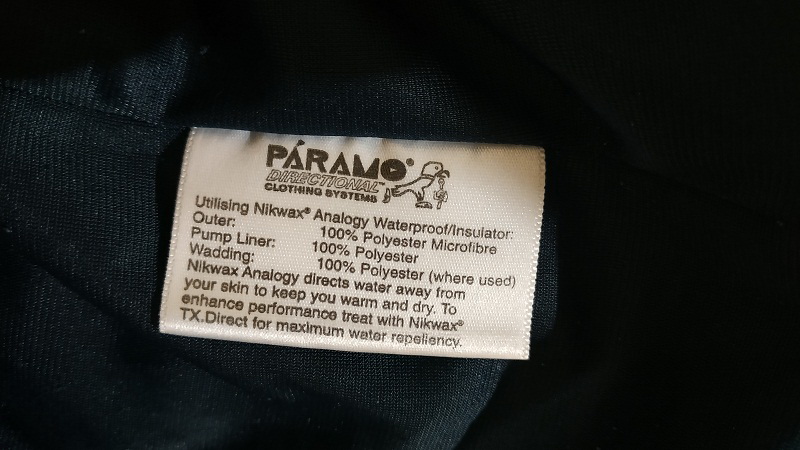 PÁRAMO®
DIRECTIONAL™
CLOTHING SYSTEMS
Utilising Nikwax® Analogy Waterproof/Insulator:
Outer: 100% Polyester Microfibre
Pump Liner: 100% Polyester
Wadding: 100% Polyester (where used)
Nikwax Analogy directs water away from
your skin to keep you warm and dry. To
enhance performance treat with Nikwax®
TX.Direct for maximum water repellency.